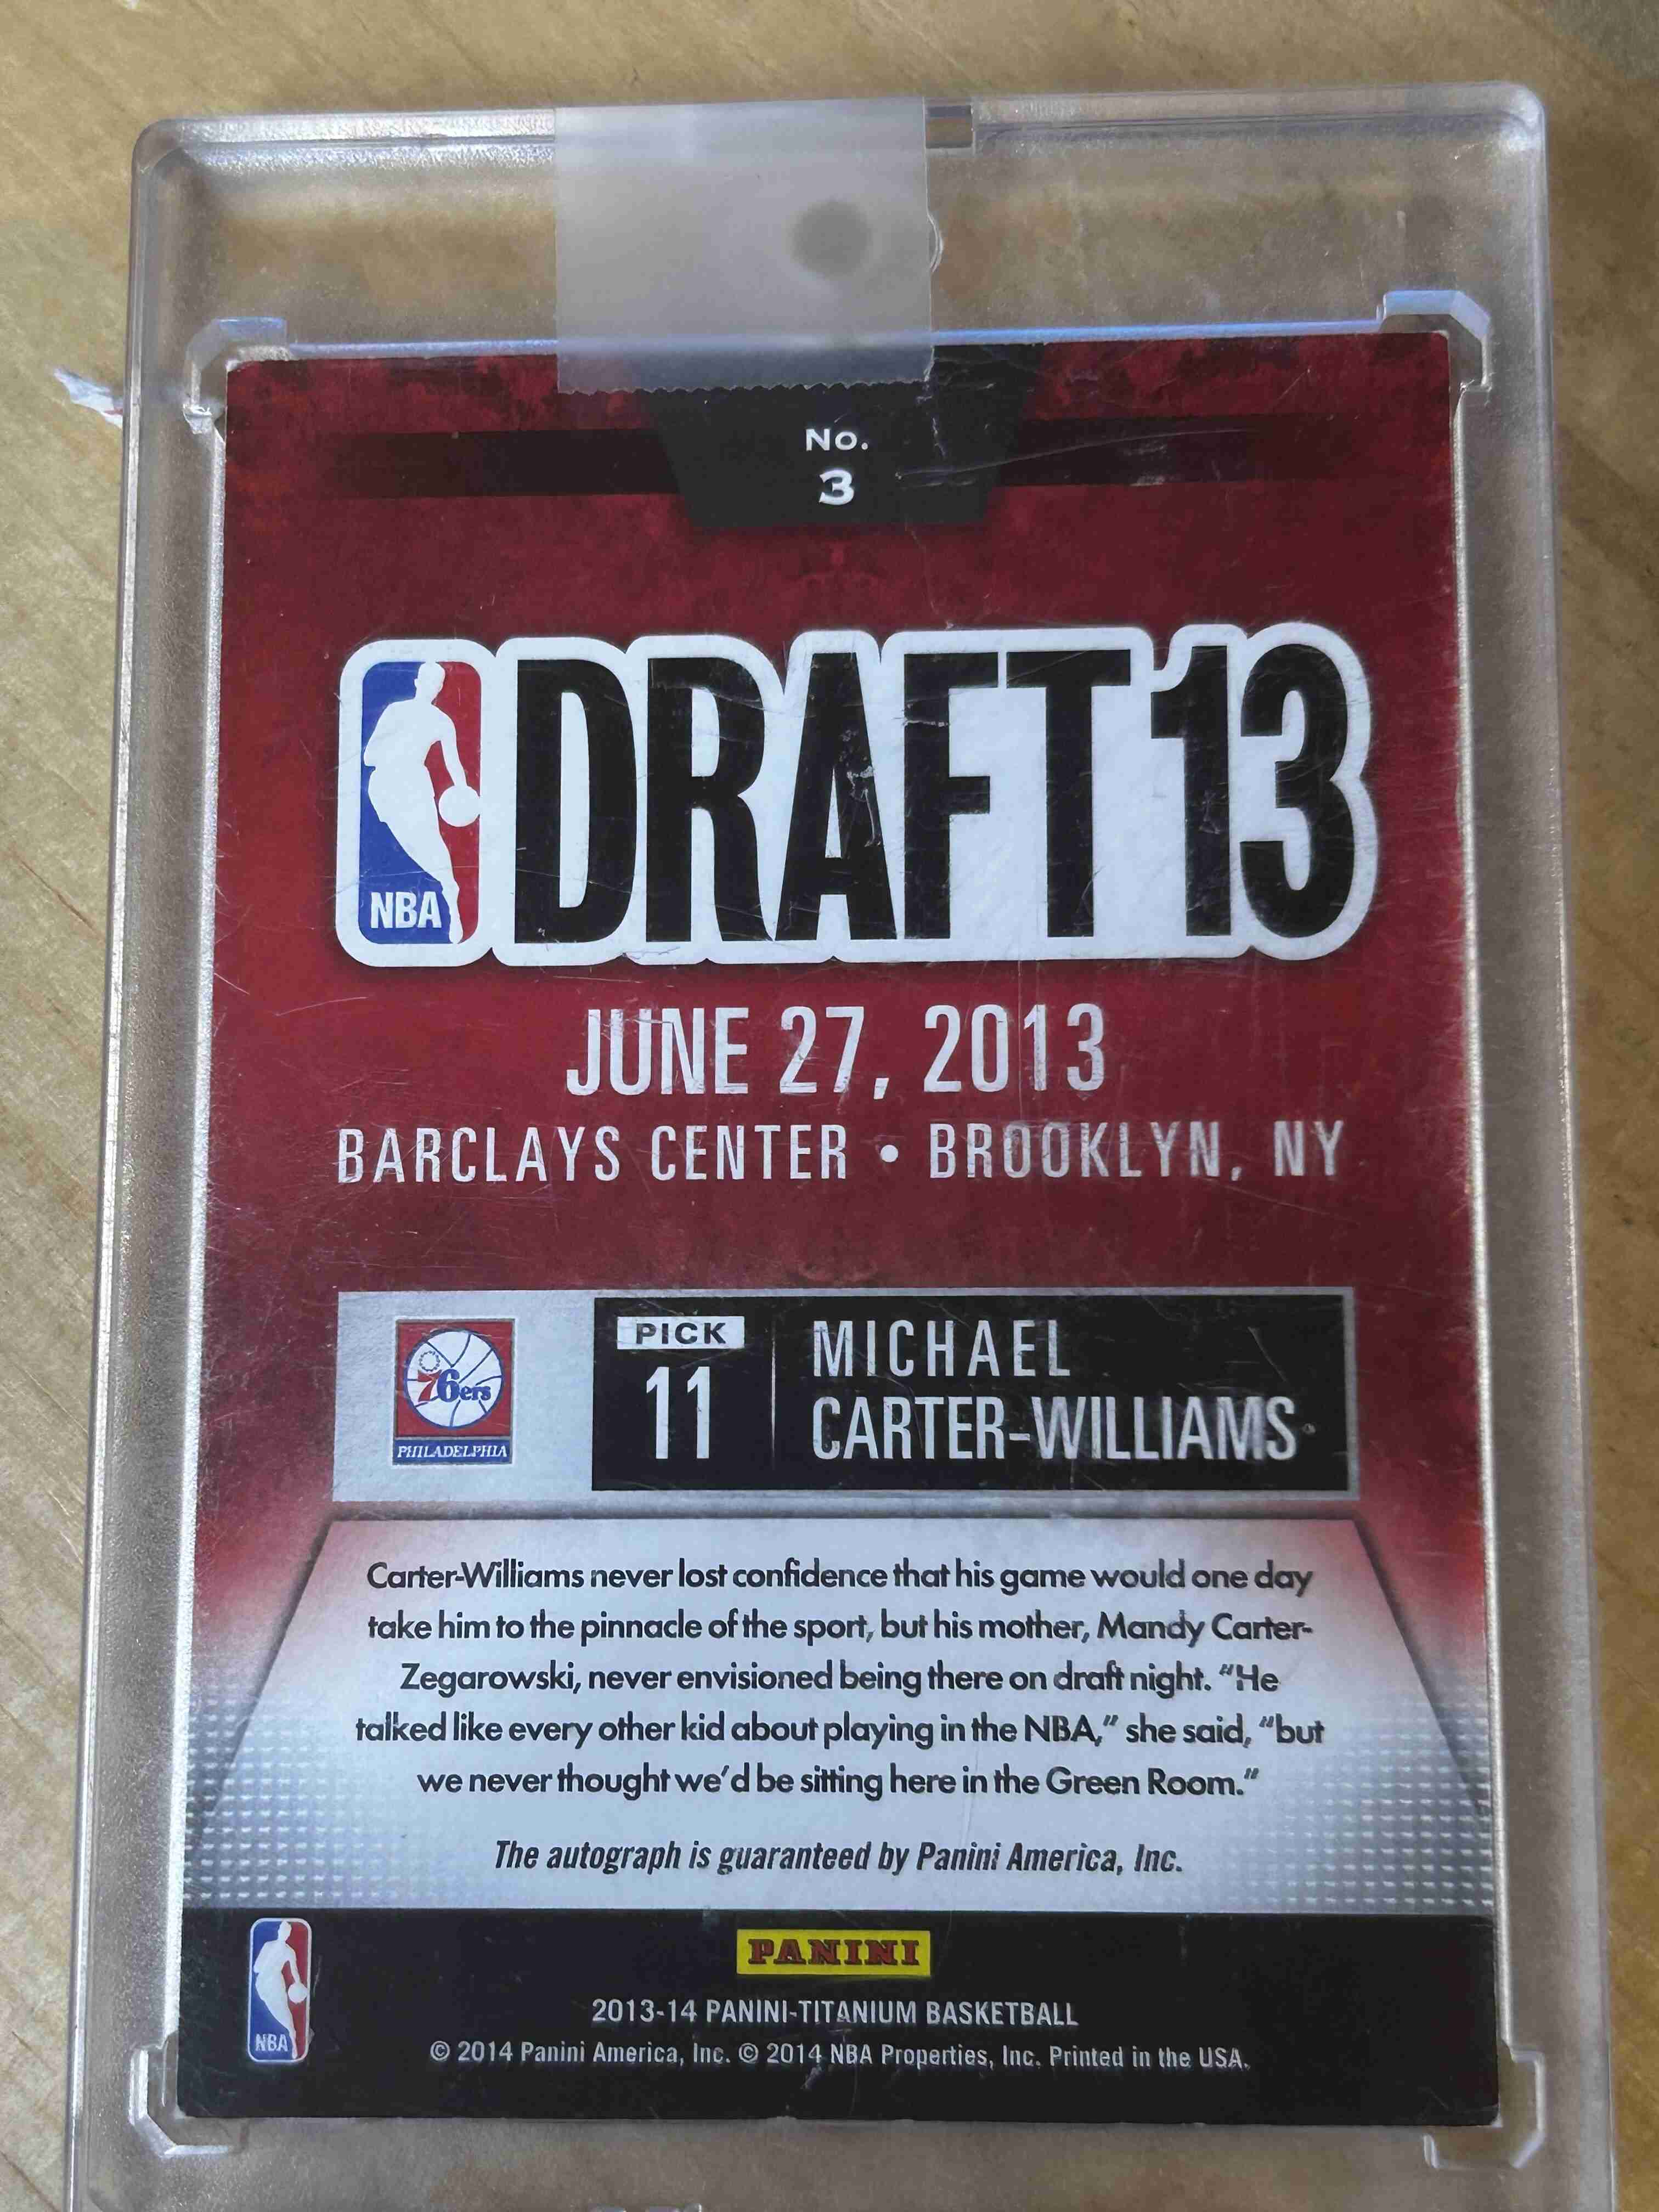 No.
3
NBA DRAFT 13
JUNE 27, 2013
BARCLAYS CENTER • BROOKLYN, NY
76ers
PHILADELPHIA
PICK
11
MICHAEL
CARTER-WILLIAMS
Carter-Williams never lost confidence that his game would one day
take him to the pinnacle of the sport, but his mother, Mandy Carter-
Zegarowski, never envisioned being there on draft night. “He
talked like every other kid about playing in the NBA,” she said, “but
we never thought we’d be sitting here in the Green Room.”
The autograph is guaranteed by Panini America, Inc.
PANINI
NBA
2013-14 PANINI-TITANIUM BASKETBALL
© 2014 Panini America, Inc. © 2014 NBA Properties, Inc. Printed in the USA.